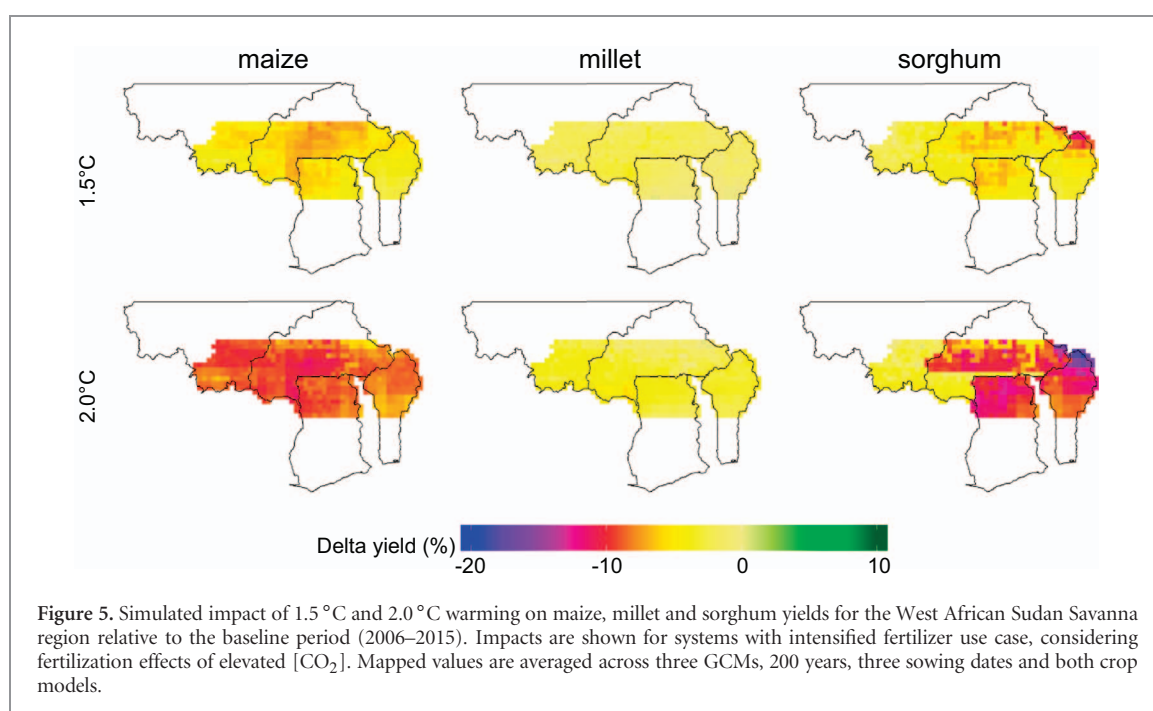 maize millet sorghum
1.5°C
2.0°C
Delta yield (%)
-20 -10 0 10
Figure 5. Simulated impact of 1.5 °C and 2.0 °C warming on maize, millet and sorghum yields for the West African Sudan Savanna
region relative to the baseline period (2006–2015). Impacts are shown for systems with intensified fertilizer use case, considering
fertilization effects of elevated [CO₂]. Mapped values are averaged across three GCMs, 200 years, three sowing dates and both crop
models.